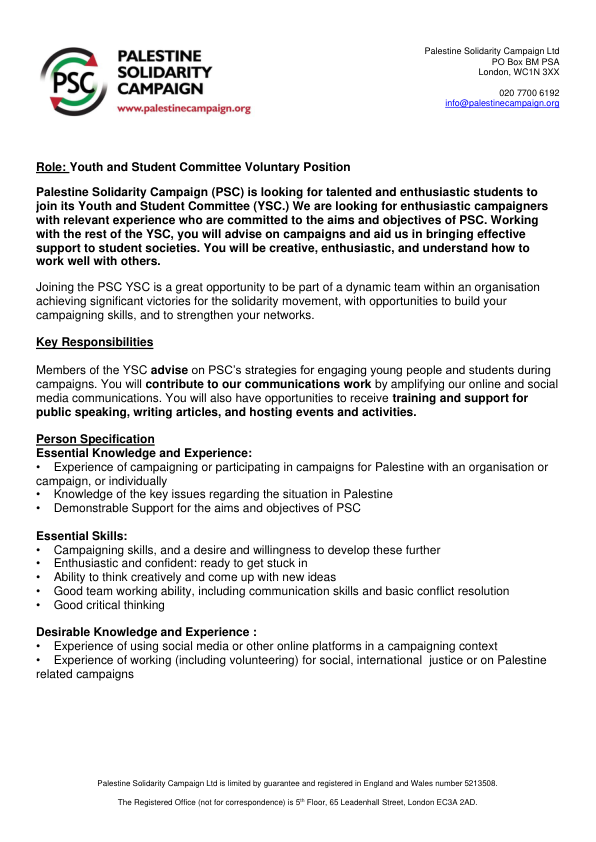 PSC
PALESTINE
SOLIDARITY
CAMPAIGN
www.palestinecampaign.org
Palestine Solidarity Campaign Ltd
PO Box BM PSA
London, WC1N 3XX
020 7700 6192
info@palestinecampaign.org
Role: Youth and Student Committee Voluntary Position
Palestine Solidarity Campaign (PSC) is looking for talented and enthusiastic students to
join its Youth and Student Committee (YSC.) We are looking for enthusiastic campaigners
with relevant experience who are committed to the aims and objectives of PSC. Working
with the rest of the YSC, you will advise on campaigns and aid us in bringing effective
support to student societies. You will be creative, enthusiastic, and understand how to
work well with others.
Joining the PSC YSC is a great opportunity to be part of a dynamic team within an organisation
achieving significant victories for the solidarity movement, with opportunities to build your
campaigning skills, and to strengthen your networks.
Key Responsibilities
Members of the YSC advise on PSC's strategies for engaging young people and students during
campaigns. You will contribute to our communications work by amplifying our online and social
media communications. You will also have opportunities to receive training and support for
public speaking, writing articles, and hosting events and activities.
Person Specification
Essential Knowledge and Experience:
• Experience of campaigning or participating in campaigns for Palestine with an organisation or
campaign, or individually
• Knowledge of the key issues regarding the situation in Palestine
• Demonstrable Support for the aims and objectives of PSC
Essential Skills:
• Campaigning skills, and a desire and willingness to develop these further
• Enthusiastic and confident: ready to get stuck in
• Ability to think creatively and come up with new ideas
• Good team working ability, including communication skills and basic conflict resolution
• Good critical thinking
Desirable Knowledge and Experience :
• Experience of using social media or other online platforms in a campaigning context
• Experience of working (including volunteering) for social, international  justice or on Palestine
related campaigns
Palestine Solidarity Campaign Ltd is limited by guarantee and registered in England and Wales number 5213508.
The Registered Office (not for correspondence) is 5th Floor, 65 Leadenhall Street, London EC3A 2AD.